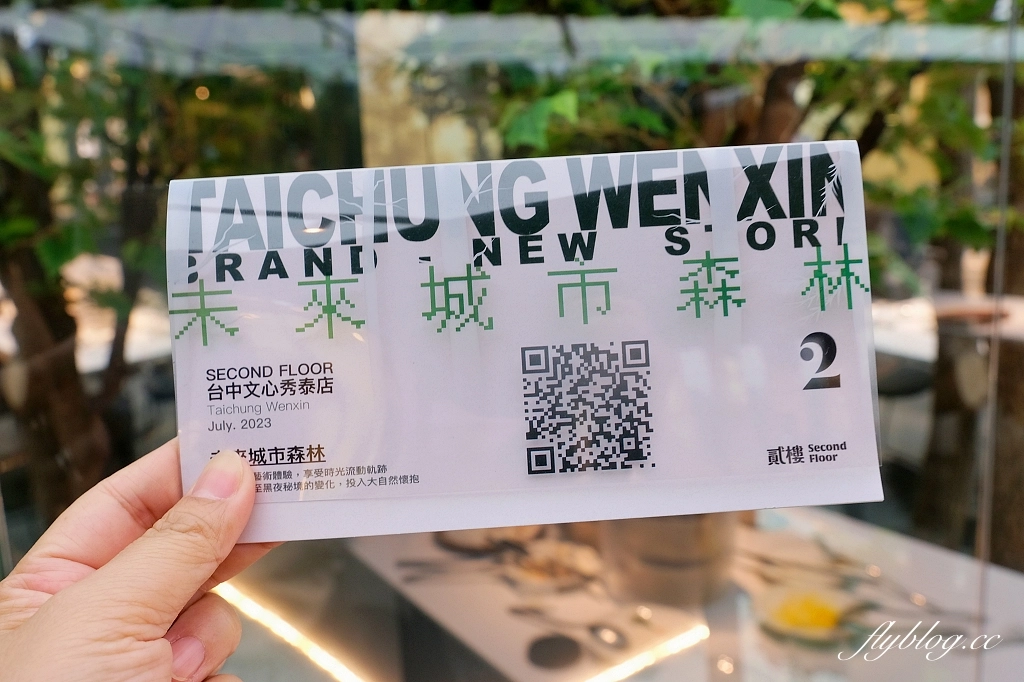 TAICHUNG WENXIN
BRAND - NEW STORE
未來城市森林
2
SECOND FLOOR
台中文心秀泰店
Taichung Wenxin
July. 2023
未來城市森林
藝術體驗，享受時光流動軌跡
至黑夜秘境的變化，投入大自然懷抱
貳樓 Second Floor
flyblog.cc